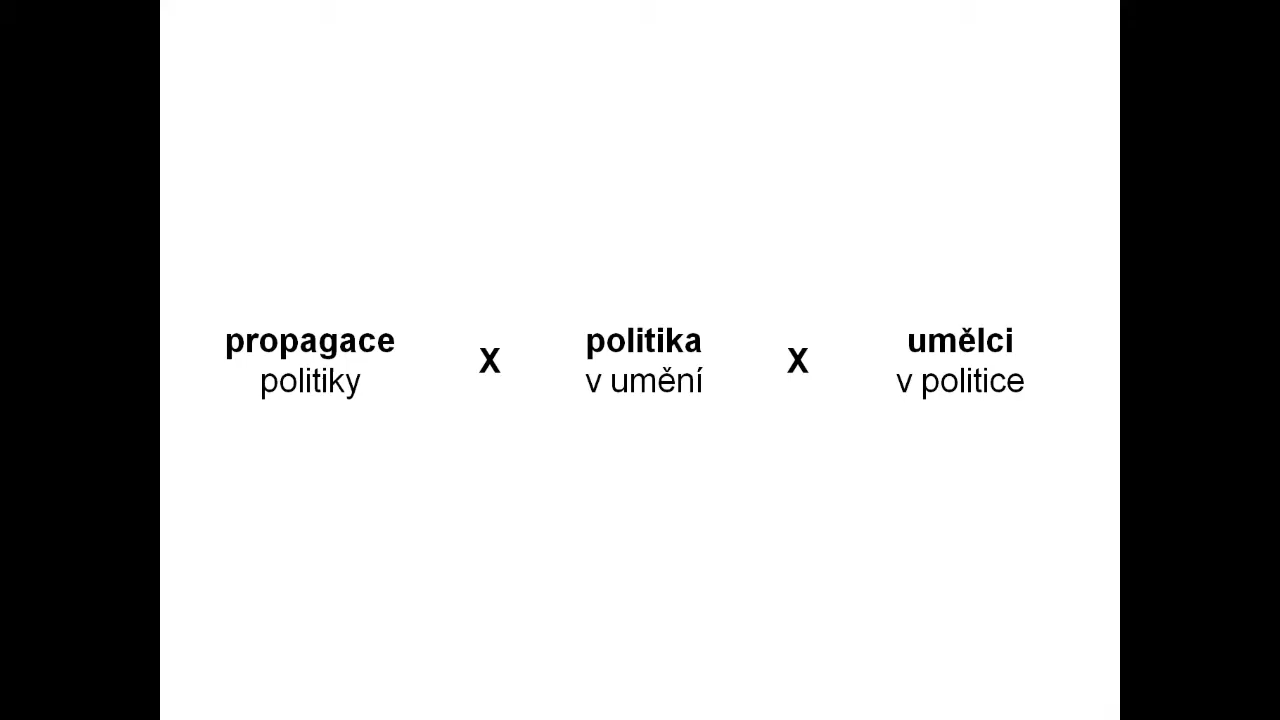 propagace
politiky
X
politika
v umění
X
umělci
v politice